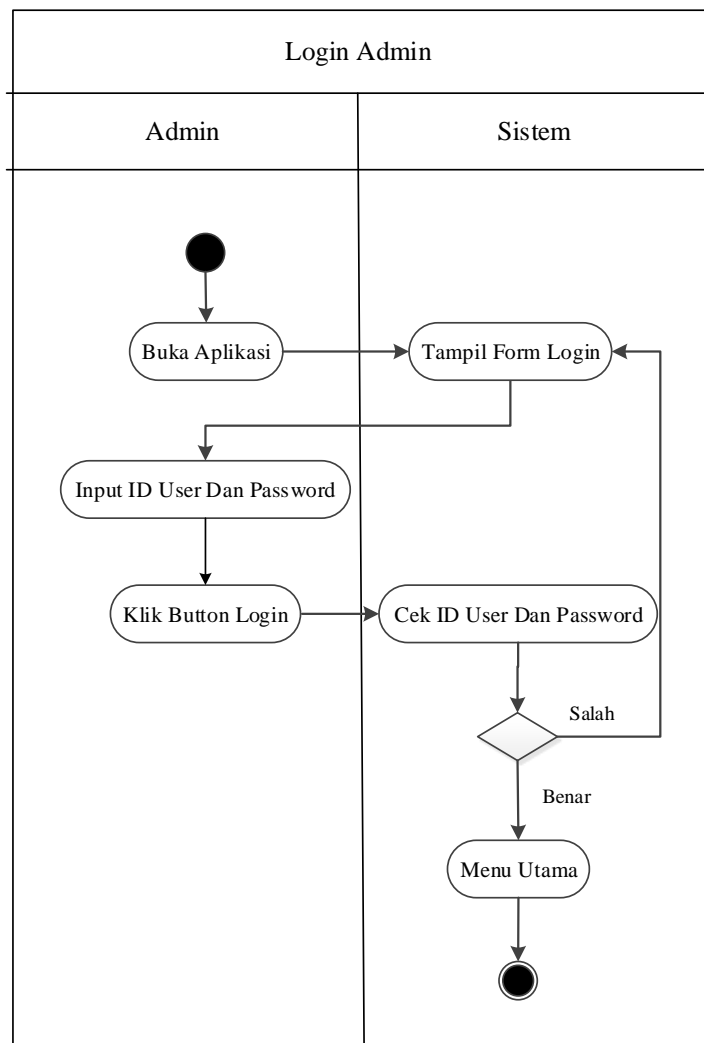 Login Admin
Admin
Sistem
Buka Aplikasi
Tampil Form Login
Input ID User Dan Password
Klik Button Login
Cek ID User Dan Password
Salah
Benar
Menu Utama